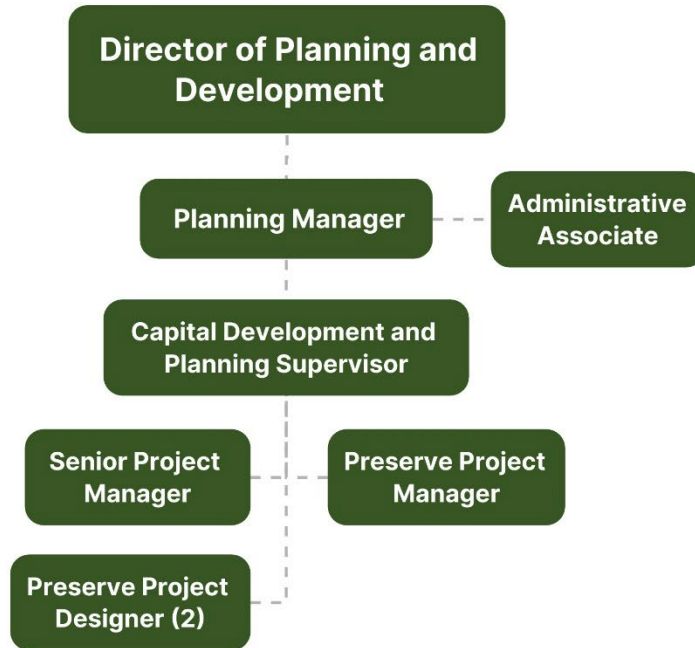 Director of Planning and
Development
Planning Manager
Administrative
Associate
Capital Development and
Planning Supervisor
Senior Project
Manager
Preserve Project
Manager
Preserve Project
Designer (2)